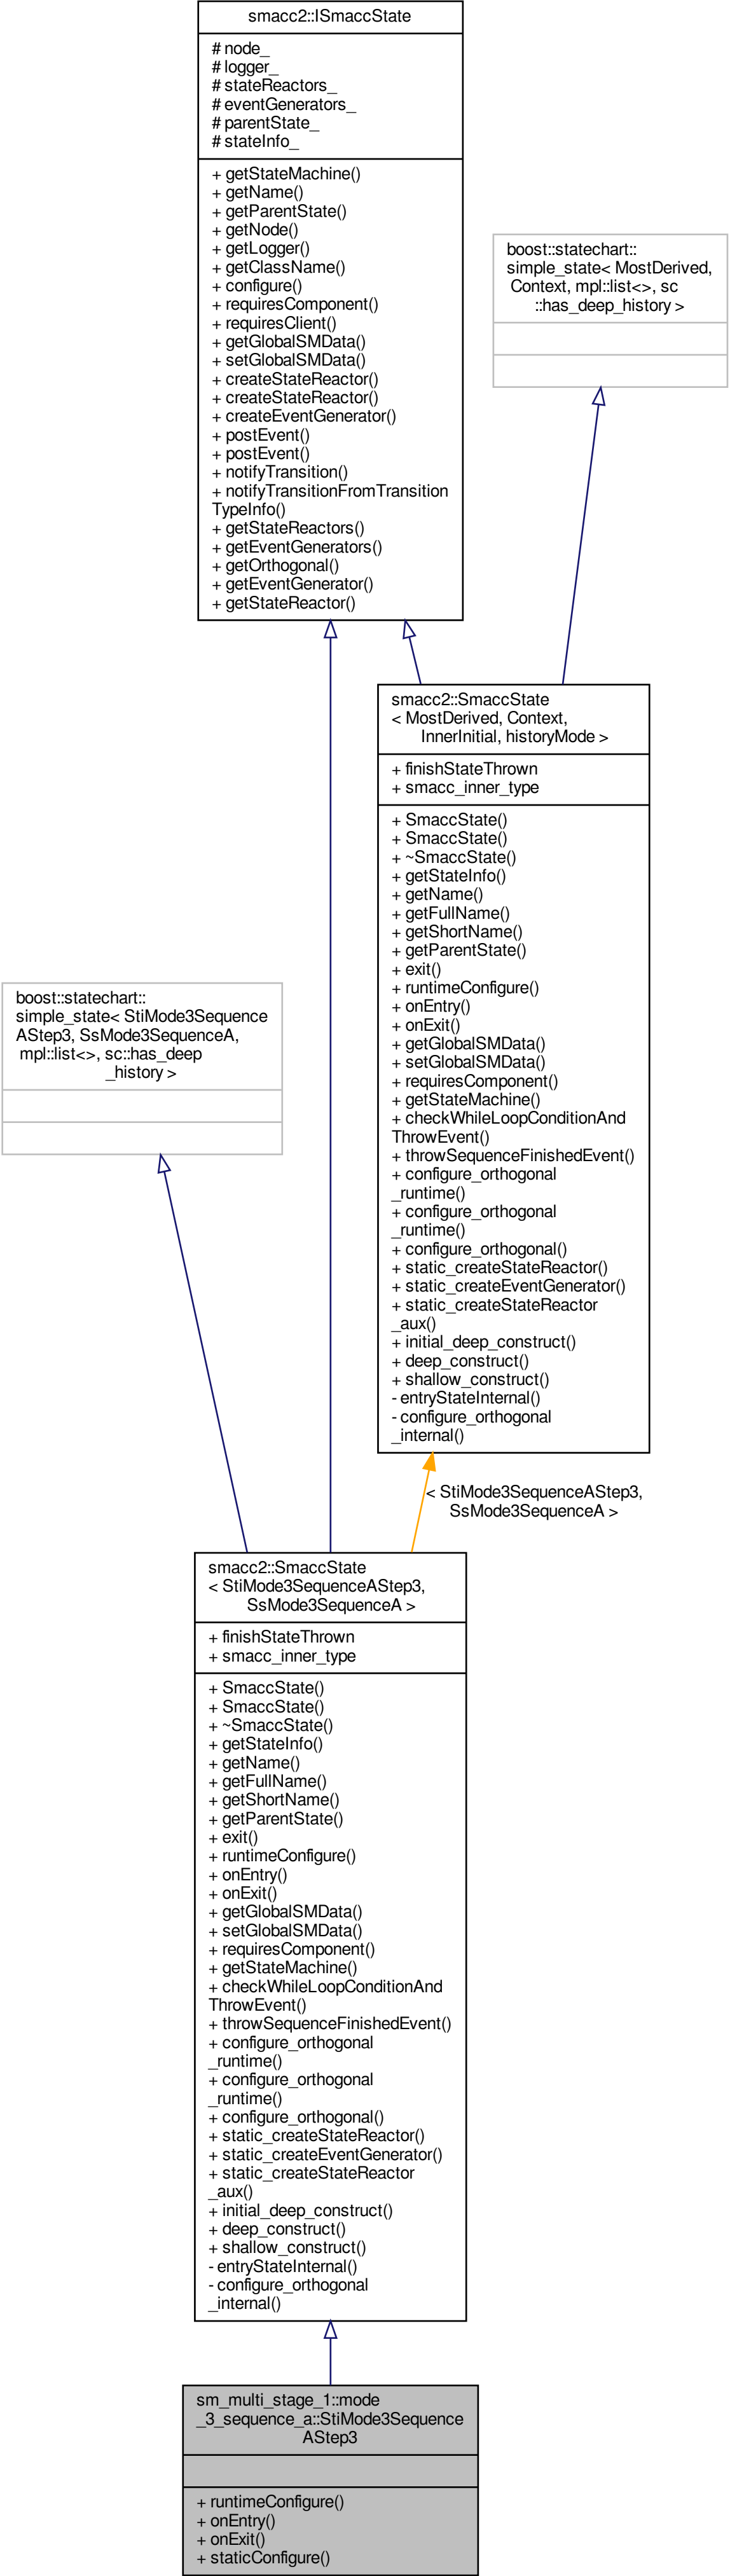 smacc2::ISmaccState
# node_
# logger_
# stateReactors_
# eventGenerators_
# parentState_
# stateInfo_
+ getStateMachine()
+ getName()
+ getParentState()
+ getNode()
+ getLogger()
+ getClassName()
+ configure()
+ requiresComponent()
+ requiresClient()
+ getGlobalSMData()
+ setGlobalSMData()
+ createStateReactor()
+ createStateReactor()
+ createEventGenerator()
+ postEvent()
+ postEvent()
+ notifyTransition()
+ notifyTransitionFromTransition
TypeInfo()
+ getStateReactors()
+ getEventGenerators()
+ getOrthogonal()
+ getEventGenerator()
+ getStateReactor()
boost::statechart::
simple_state< MostDerived,
Context, mpl::list<>, sc
::has_deep_history >
smacc2::SmaccState
< MostDerived, Context,
InnerInitial, historyMode >
+ finishStateThrown
+ smacc_inner_type
+ SmaccState()
+ SmaccState()
+ ~SmaccState()
+ getStateInfo()
+ getName()
+ getFullName()
+ getShortName()
+ getParentState()
+ exit()
+ runtimeConfigure()
+ onEntry()
+ onExit()
+ getGlobalSMData()
+ setGlobalSMData()
+ requiresComponent()
+ getStateMachine()
+ checkWhileLoopConditionAnd
ThrowEvent()
+ throwSequenceFinishedEvent()
+ configure_orthogonal
_runtime()
+ configure_orthogonal
_runtime()
+ configure_orthogonal()
+ static_createStateReactor()
+ static_createEventGenerator()
+ static_createStateReactor
_aux()
+ initial_deep_construct()
+ deep_construct()
+ shallow_construct()
- entryStateInternal()
- configure_orthogonal
_internal()
boost::statechart::
simple_state< StiMode3Sequence
AStep3, SsMode3SequenceA,
mpl::list<>, sc::has_deep
_history >
< StiMode3SequenceAStep3,
SsMode3SequenceA >
smacc2::SmaccState
< StiMode3SequenceAStep3,
SsMode3SequenceA >
+ finishStateThrown
+ smacc_inner_type
+ SmaccState()
+ SmaccState()
+ ~SmaccState()
+ getStateInfo()
+ getName()
+ getFullName()
+ getShortName()
+ getParentState()
+ exit()
+ runtimeConfigure()
+ onEntry()
+ onExit()
+ getGlobalSMData()
+ setGlobalSMData()
+ requiresComponent()
+ getStateMachine()
+ checkWhileLoopConditionAnd
ThrowEvent()
+ throwSequenceFinishedEvent()
+ configure_orthogonal
_runtime()
+ configure_orthogonal
_runtime()
+ configure_orthogonal()
+ static_createStateReactor()
+ static_createEventGenerator()
+ static_createStateReactor
_aux()
+ initial_deep_construct()
+ deep_construct()
+ shallow_construct()
- entryStateInternal()
- configure_orthogonal
_internal()
sm_multi_stage_1::mode
_3_sequence_a::StiMode3Sequence
AStep3
+ runtimeConfigure()
+ onEntry()
+ onExit()
+ staticConfigure()